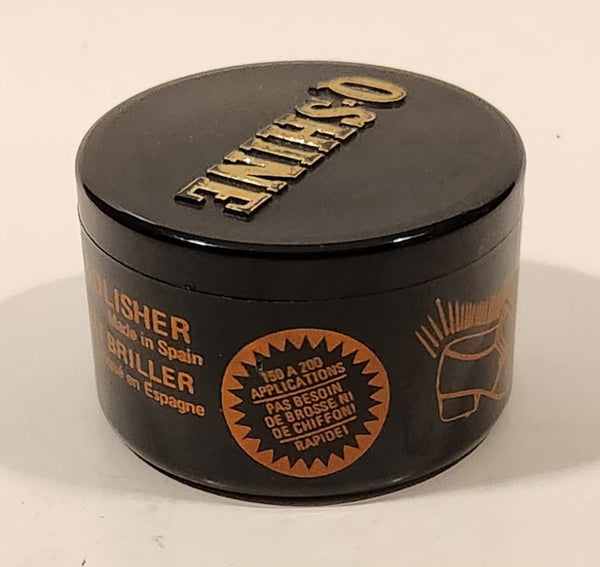 Q·SHINE
LISHER
Made in Spain
BRILLER
en Espagne
150 A 200
APPLICATIONS
PAS BESOIN
DE BROSSE NI
DE CHIFFON!
RAPIDE!